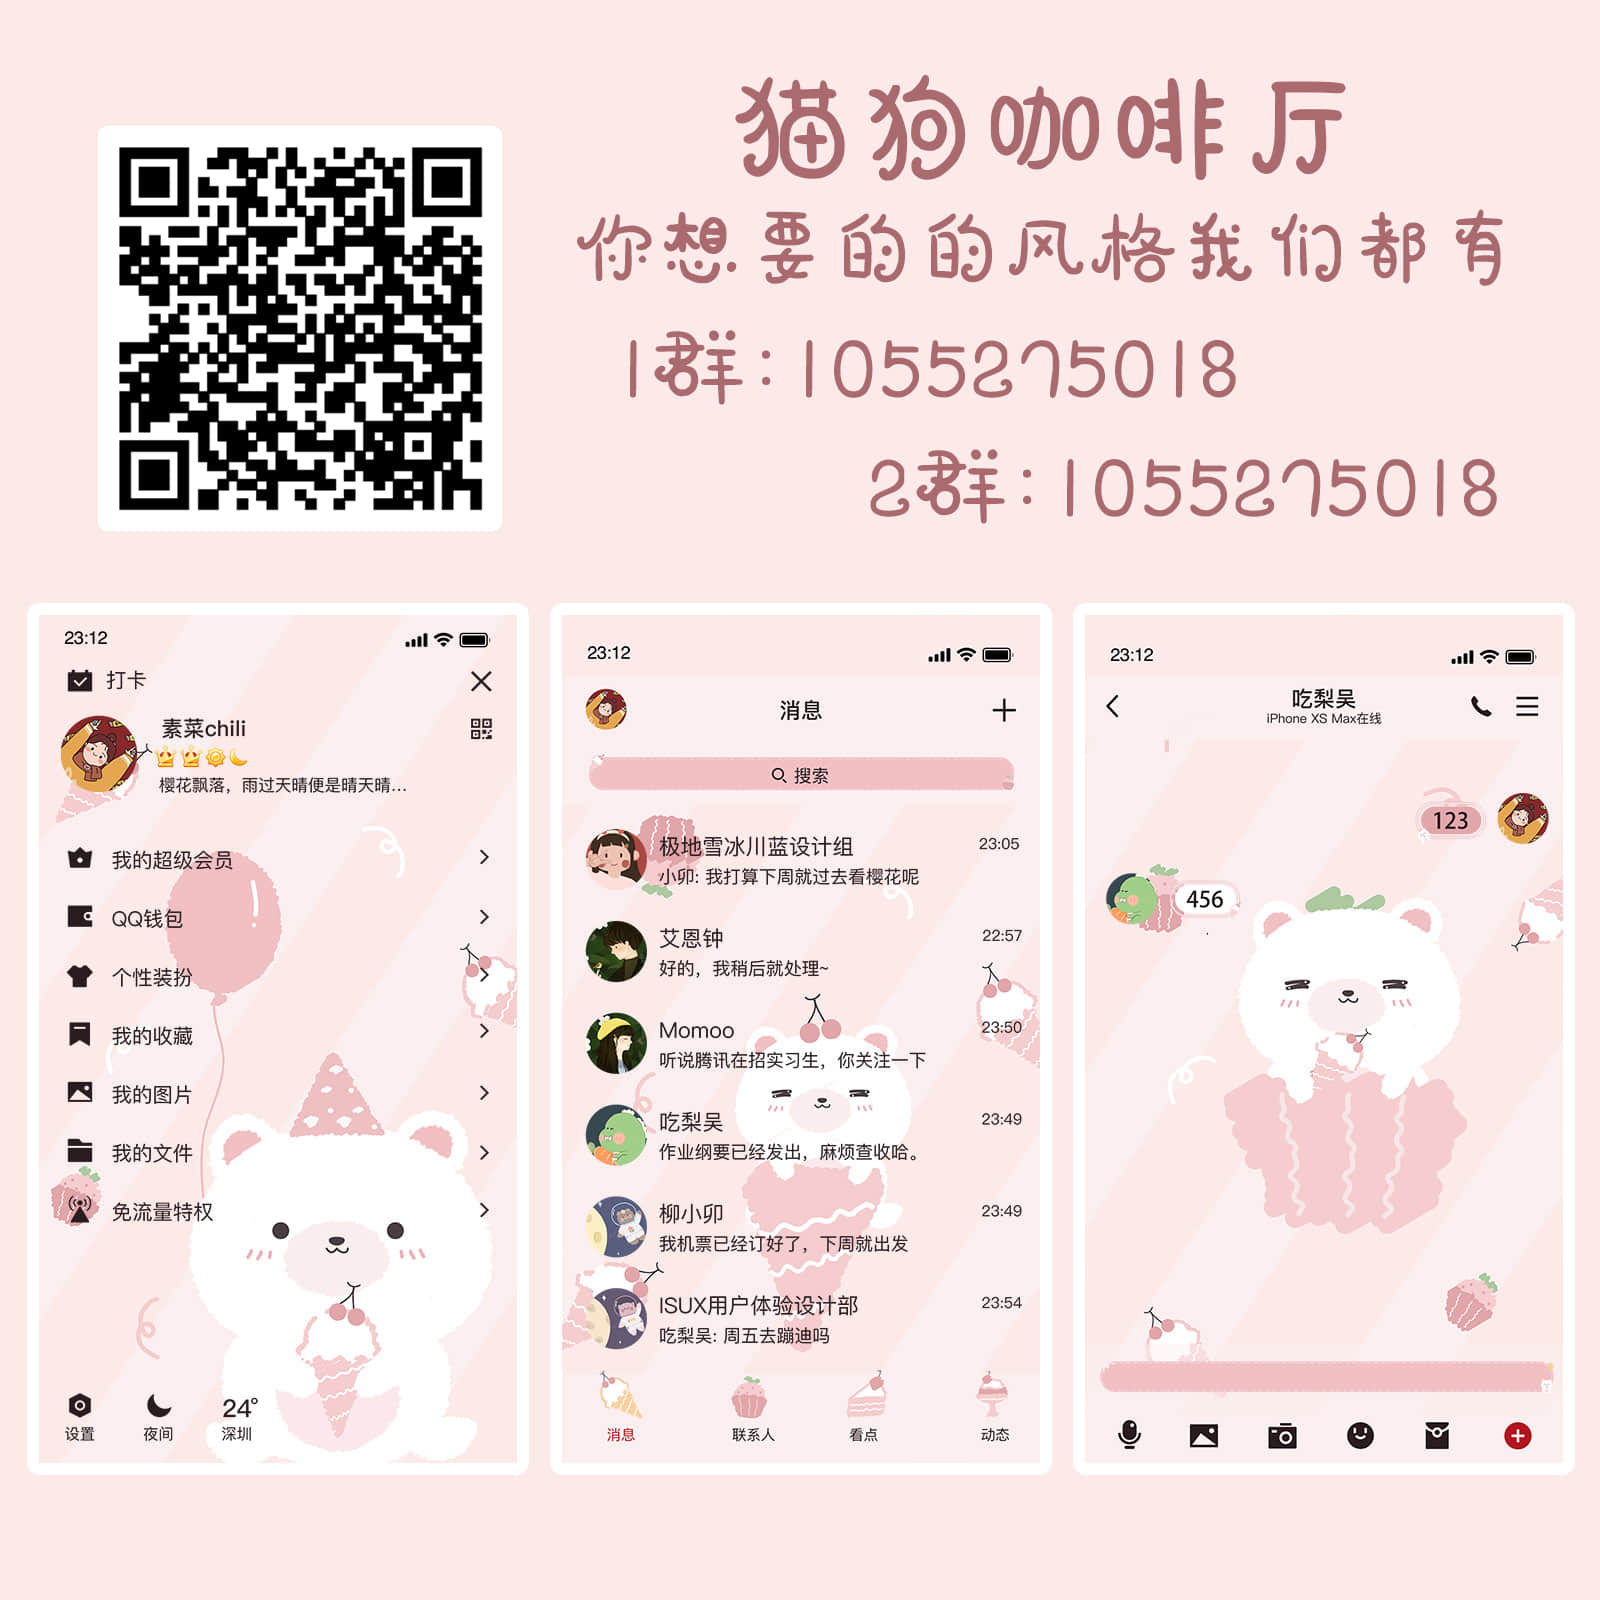 猫狗咖啡厅
你想要的的风格我们都有
1群:1055275018
2群:1055275018
23:12
打卡
素菜chili
樱花飘落，雨过天晴便是晴天晴...
我的超级会员
QQ钱包
个性装扮
我的收藏
我的图片
我的文件
免流量特权
24°
设置 夜间 深圳
23:12
消息
搜索
极地雪冰川蓝设计组 23:05
小卯: 我打算下周就过去看樱花呢
艾恩钟 22:57
好的，我稍后就处理~
Momoo 23:50
听说腾讯在招实习生，你关注一下
吃梨吴 23:49
作业纲要已经发出，麻烦查收哈。
柳小卯 23:49
我机票已经订好了，下周就出发
ISUX用户体验设计部 23:54
吃梨吴: 周五去蹦迪吗
消息 联系人 看点 动态
23:12
吃梨吴
iPhone XS Max在线
123
456